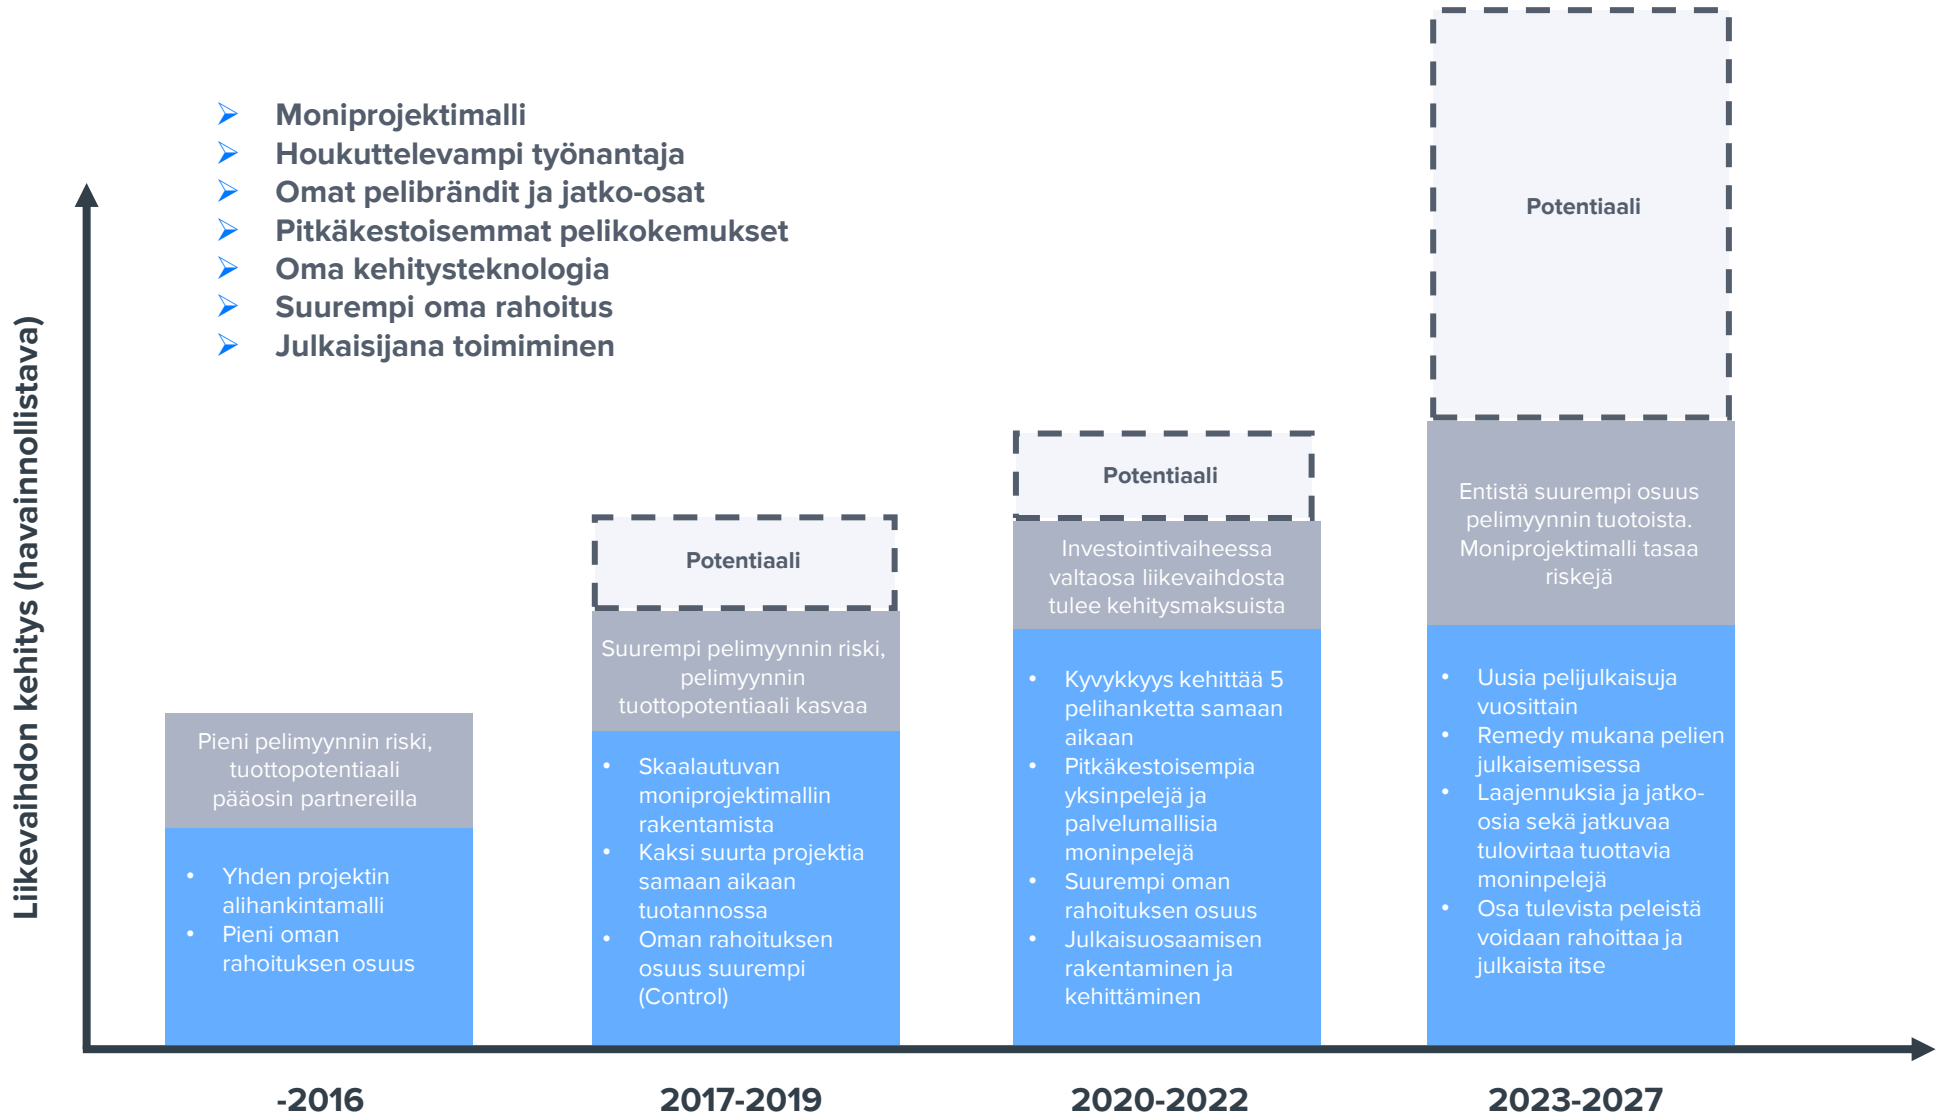 Moniprojektimalli
Houkuttelevampi työnantaja
Omat pelibrändit ja jatko-osat
Pitkäkestoisemmat pelikokemukset
Oma kehitysteknologia
Suurempi oma rahoitus
Julkaisijana toimiminen
Liikevaihdon kehitys (havainnollistava)
Pieni pelimyynnin riski,
tuottopotentiaali
pääosin partnereilla
• Yhden projektin
alihankintamalli
• Pieni oman
rahoituksen osuus
-2016
Potentiaali
Suurempi pelimyynnin riski,
pelimyynnin
tuottopotentiaali kasvaa
• Skaalautuvan
moniprojektimallin
rakentamista
• Kaksi suurta projektia
samaan aikaan
tuotannossa
• Oman rahoituksen
osuus suurempi
(Control)
2017-2019
Potentiaali
Investointivaiheessa
valtaosa liikevaihdosta
tulee kehitysmaksuista
• Kyvykkyys kehittää 5
pelihanketta samaan
aikaan
• Pitkäkestoisempia
yksinpelejä ja
palvelumallisia
moninpelejä
• Suurempi oman
rahoituksen osuus
• Julkaisuosaamisen
rakentaminen ja
kehittäminen
2020-2022
Potentiaali
Entistä suurempi osuus
pelimyynnin tuotoista.
Moniprojektimalli tasaa
riskejä
• Uusia pelijulkaisuja
vuosittain
• Remedy mukana pelien
julkaisemisessa
• Laajennuksia ja jatko-
osia sekä jatkuvaa
tulovirtaa tuottavia
moninpelejä
• Osa tulevista peleistä
voidaan rahoittaa ja
julkaista itse
2023-2027